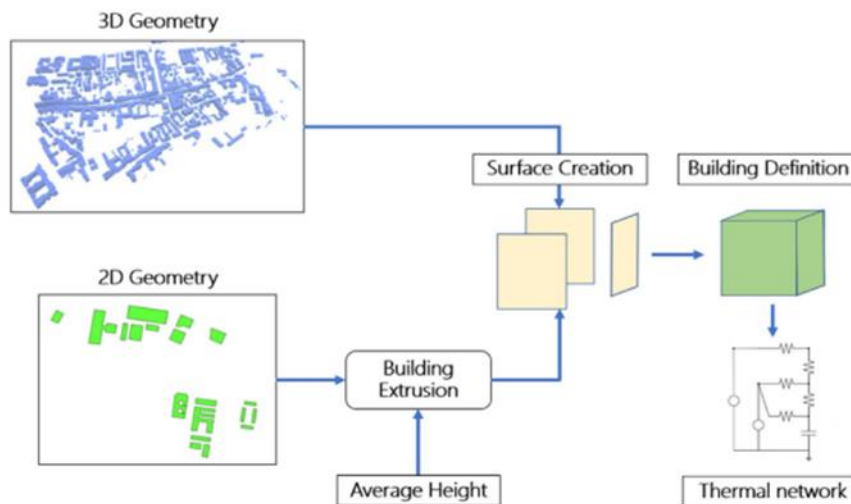 3D Geometry
Surface Creation
Building Definition
2D Geometry
Building
Extrusion
Average Height
Thermal network